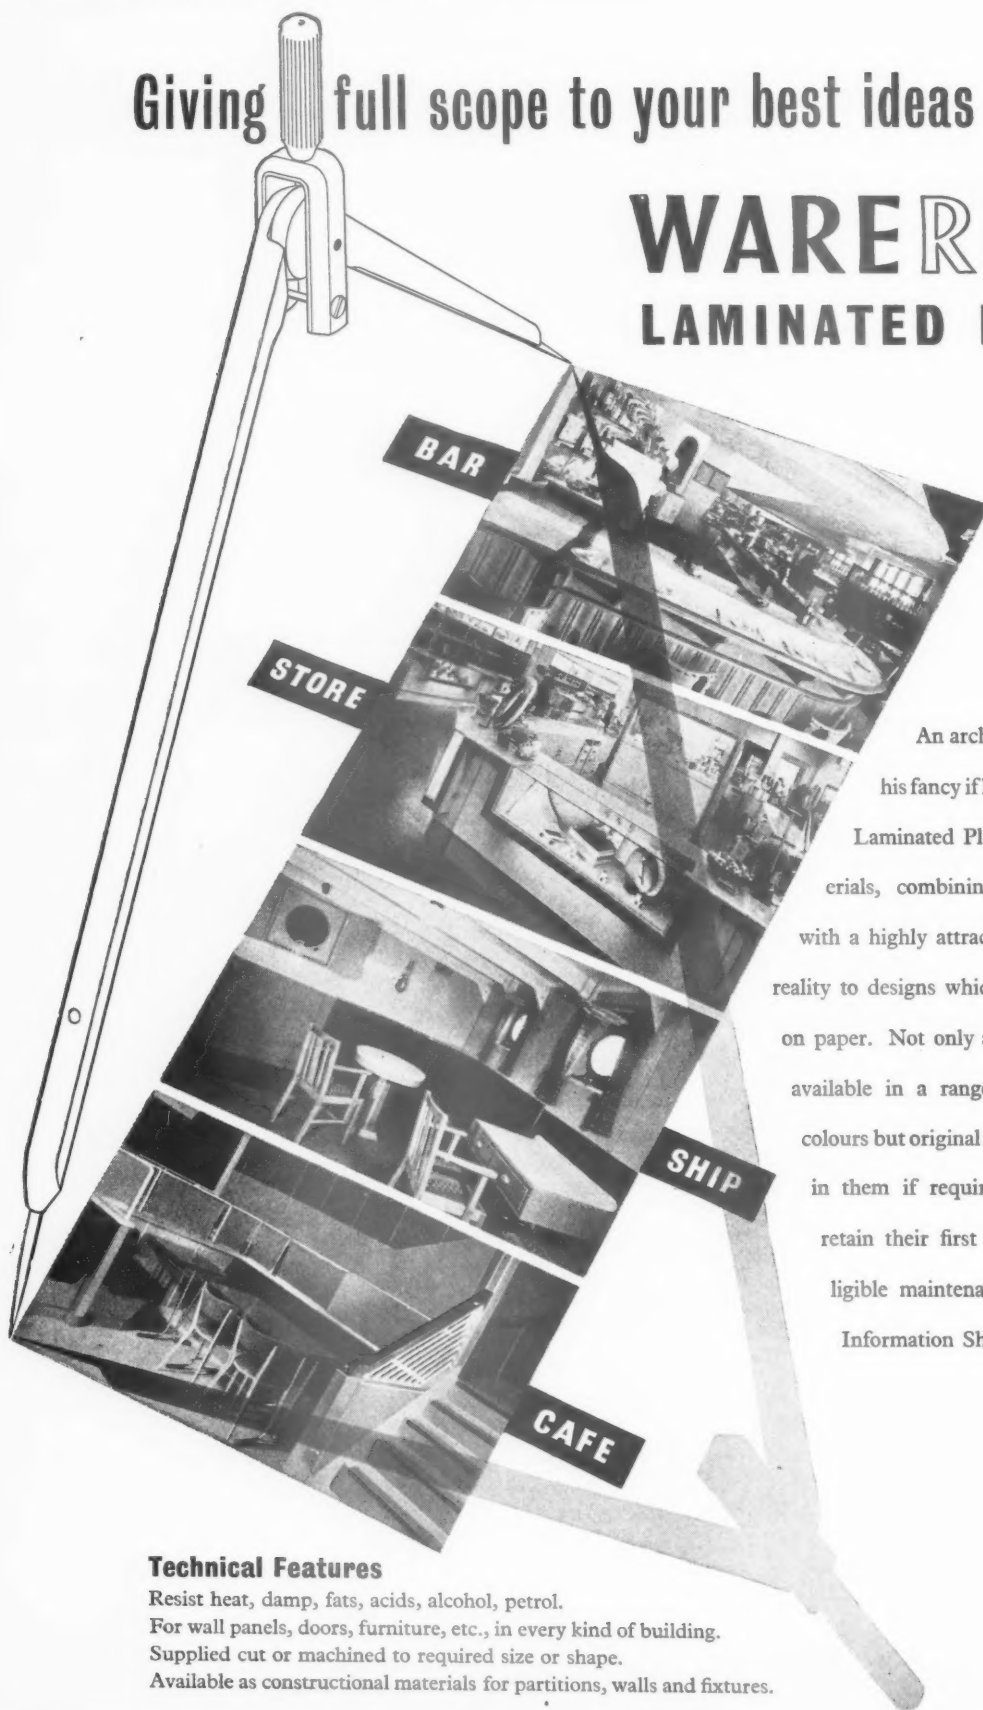 Giving full scope to your best ideas
WARER
LAMINATED
BAR
STORE
SHIP
CAFE
An arch
his fancy if
Laminated Pl
erials, combinin
with a highly attrac
reality to designs whic
on paper. Not only
available in a range
colours but original
in them if requir
retain their first
ligible maintena
Information Sh
Technical Features
Resist heat, damp, fats, acids, alcohol, petrol.
For wall panels, doors, furniture, etc., in every kind of building.
Supplied cut or machined to required size or shape.
Available as constructional materials for partitions, walls and fixtures.